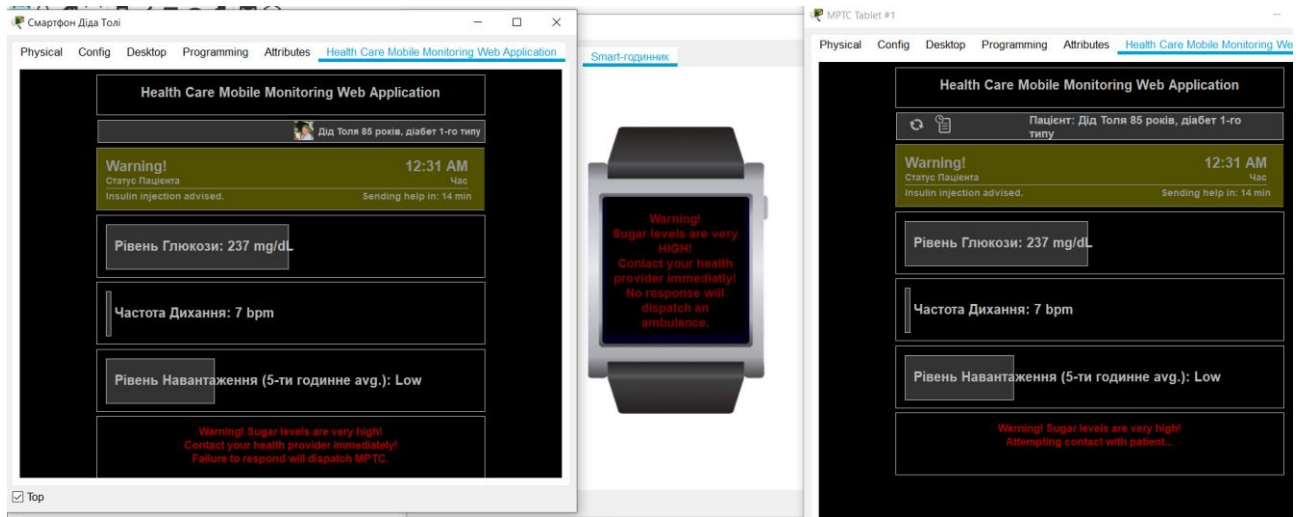 Смартфон Діда Толі
Physical Config Desktop Programming Attributes Health Care Mobile Monitoring Web Application
Health Care Mobile Monitoring Web Application
Дід Толя 85 років, діабет 1-го типу
Warning! 12:31 AM
Статус Пацієнта Час
Insulin injection advised. Sending help in: 14 min
Рівень Глюкози: 237 mg/dL
Частота Дихання: 7 bpm
Рівень Навантаження (5-ти годинне avg.): Low
Warning! Sugar levels are very high!
Contact your health provider immediately!
Failure to respond will dispatch MPTC.
Top
Smart-годинник
Warning!
Sugar levels are very
HIGH!
Contact your health
provider immediatly!
No response will
dispatch an
ambulance.
MPTC Tablet #1
Physical Config Desktop Programming Attributes Health Care Mobile Monitoring We
Health Care Mobile Monitoring Web Application
Пацієнт: Дід Толя 85 років, діабет 1-го
типу
Warning! 12:31 AM
Статус Пацієнта Час
Insulin injection advised. Sending help in: 14 min
Рівень Глюкози: 237 mg/dL
Частота Дихання: 7 bpm
Рівень Навантаження (5-ти годинне avg.): Low
Warning! Sugar levels are very high!
Attempting contact with patient...